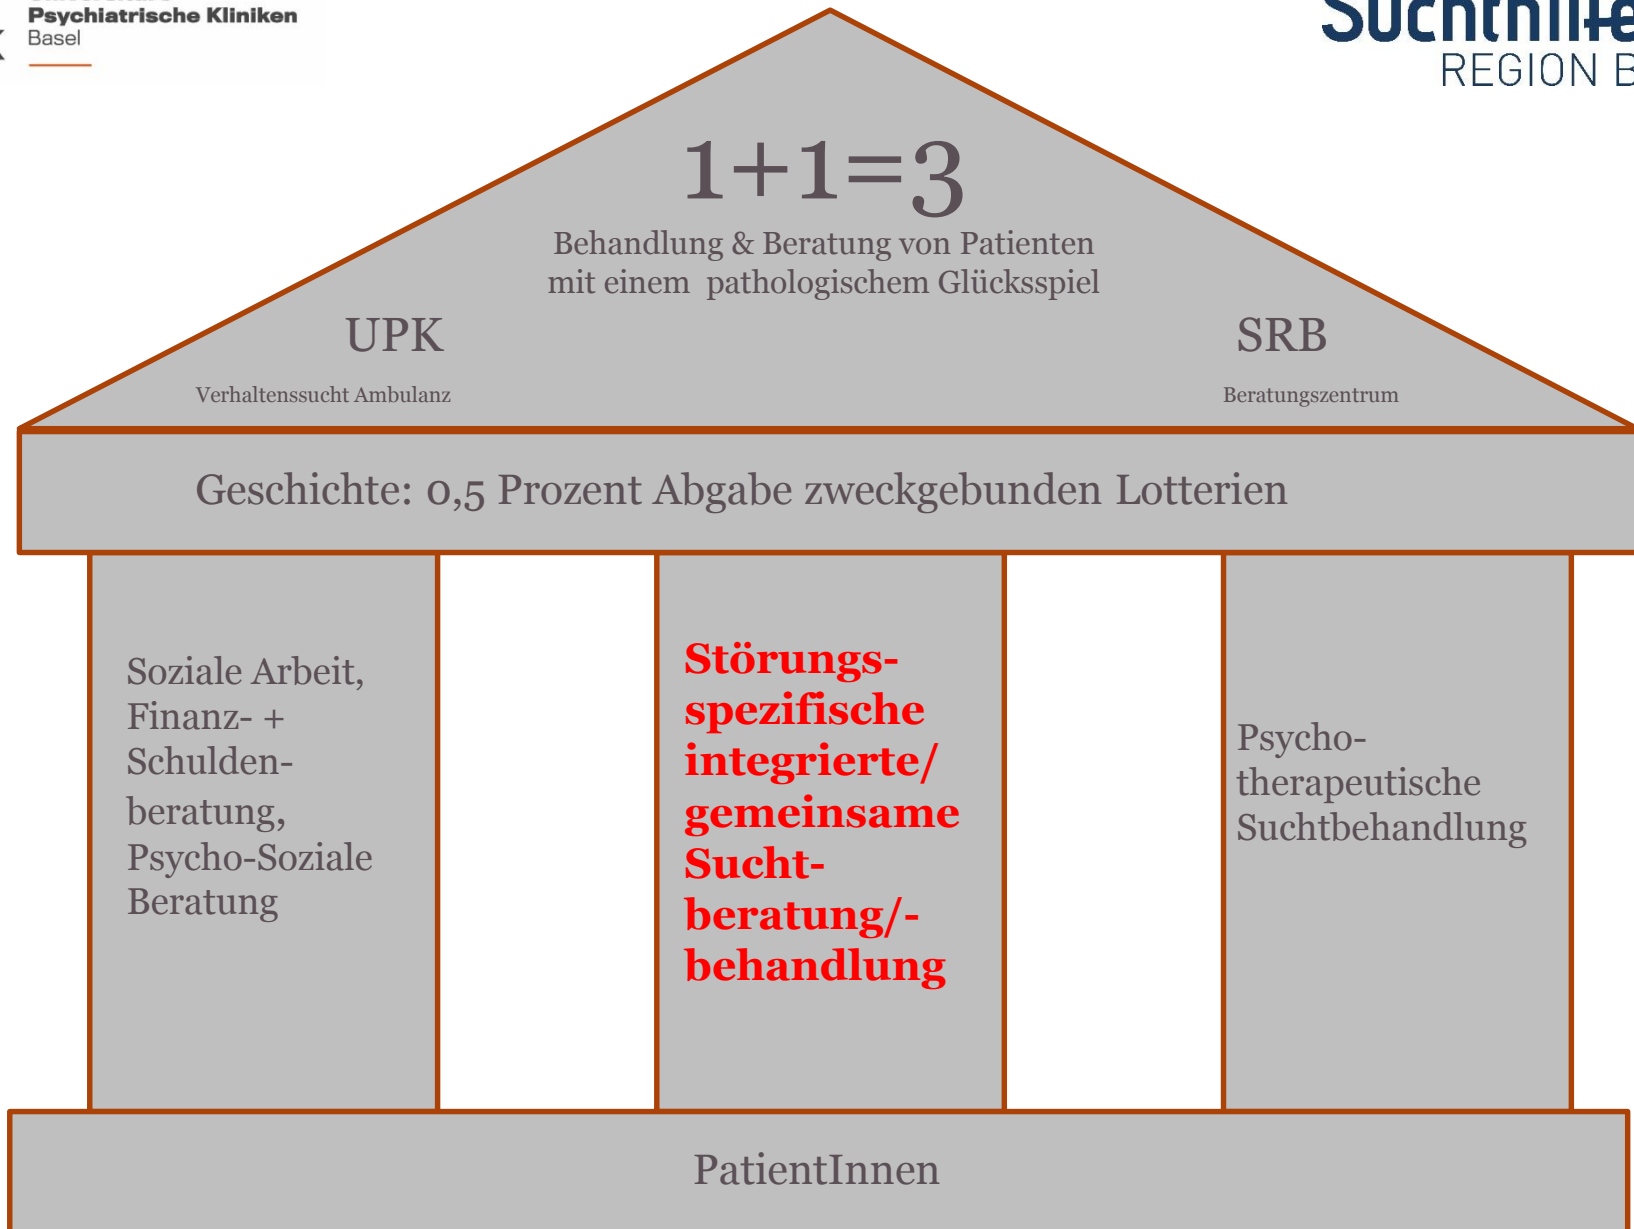 Psychiatrische Kliniken
Basel
REGION B
1+1=3
Behandlung & Beratung von Patienten
mit einem pathologischem Glücksspiel
UPK
SRB
Verhaltenssucht Ambulanz
Beratungszentrum
Geschichte: 0,5 Prozent Abgabe zweckgebunden Lotterien
Soziale Arbeit,
Finanz- +
Schulden-
beratung,
Psycho-Soziale
Beratung
Störungs-
spezifische
integrierte/
gemeinsame
Sucht-
beratung/-
behandlung
Psycho-
therapeutische
Suchtbehandlung
PatientInnen